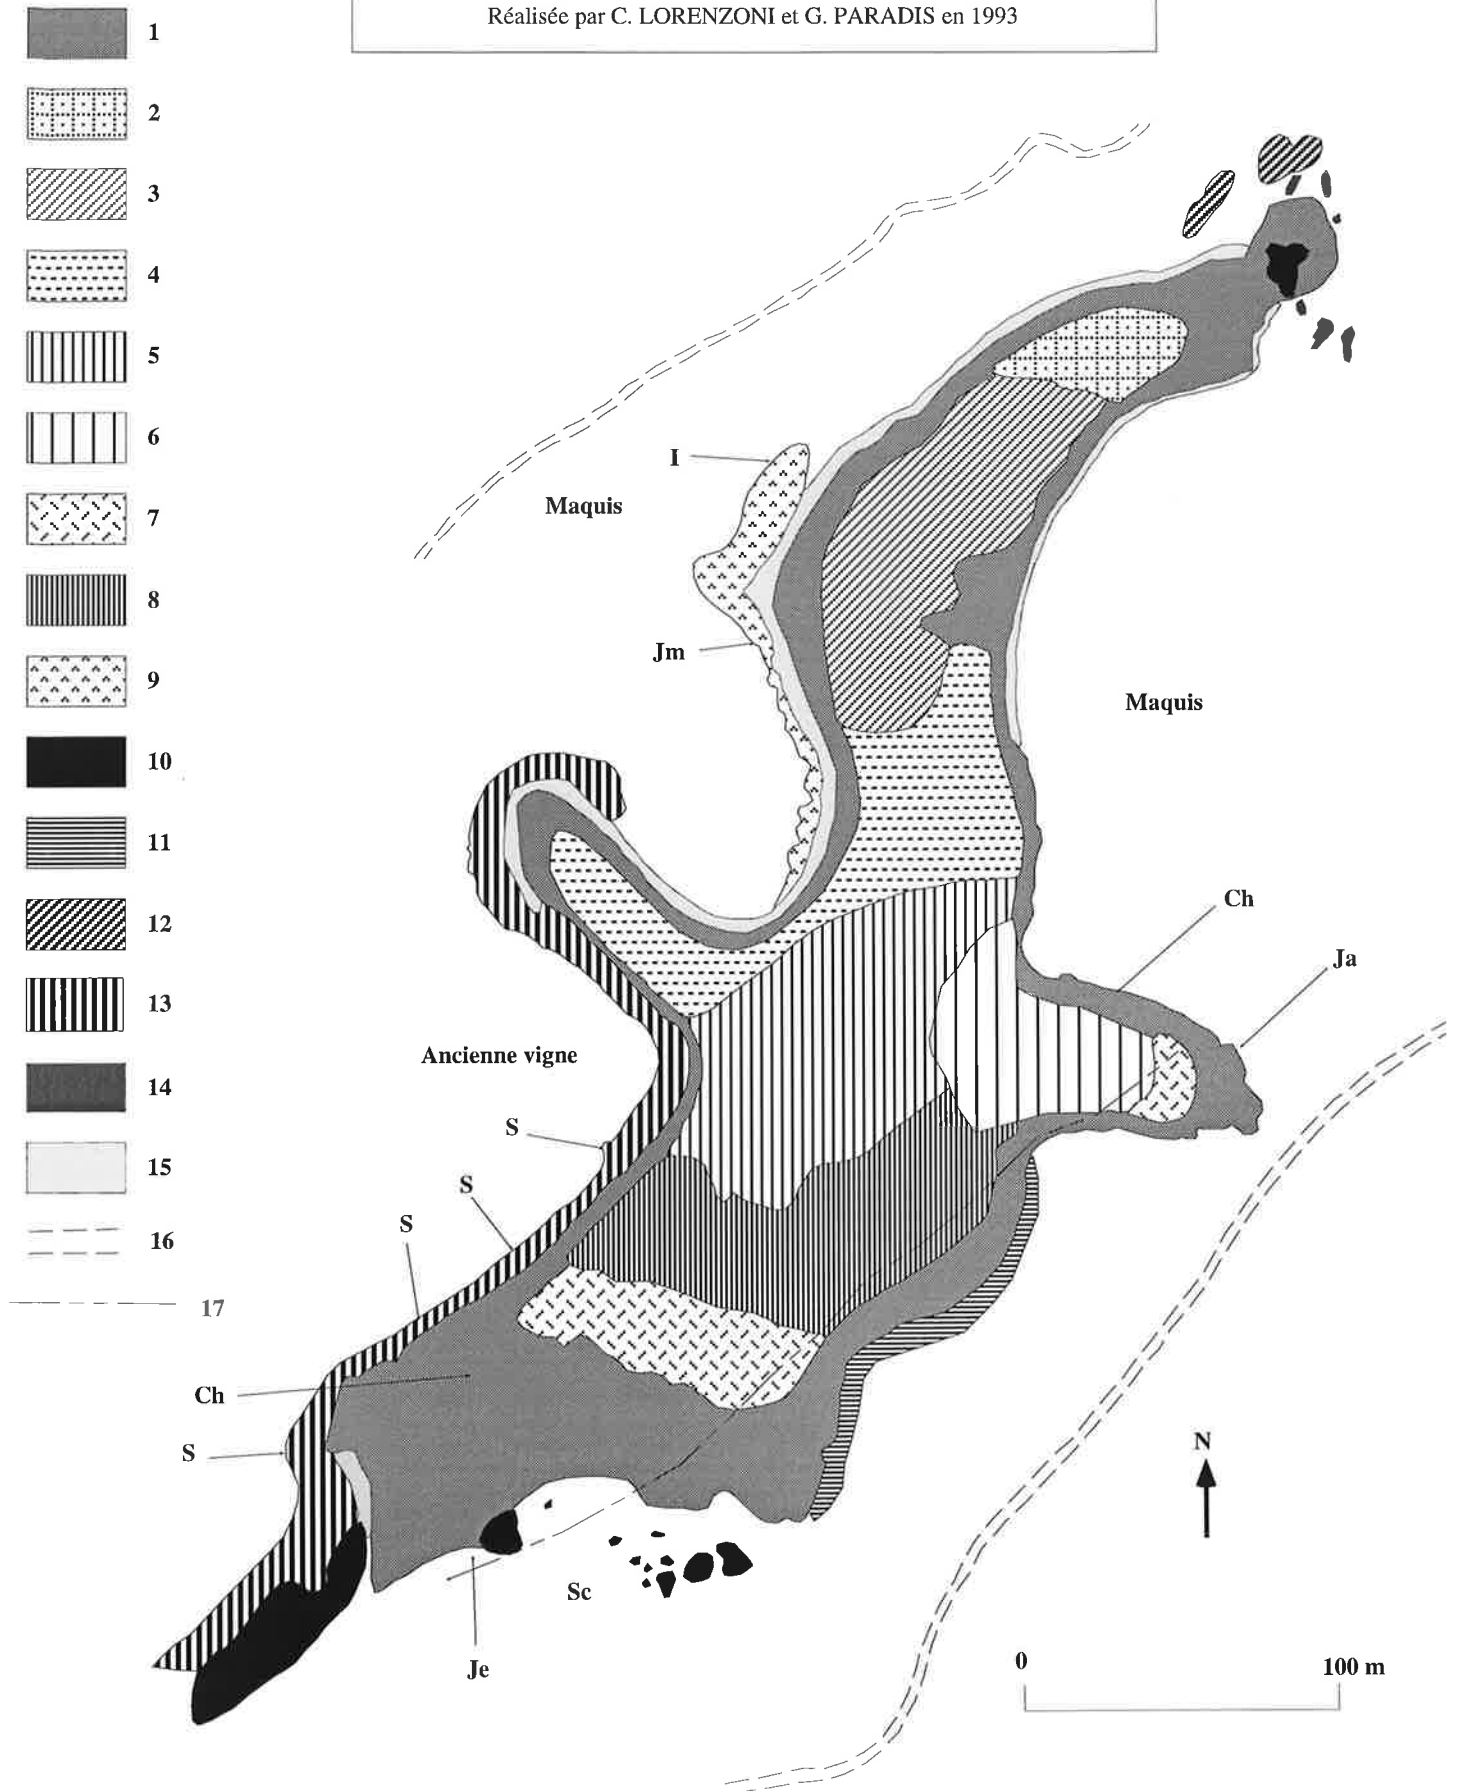 Réalisée par C. LORENZONI et G. PARADIS en 1993
1
2
3
4
5
6
7
8
9
10
11
12
13
14
15
16
17
I
Maquis
Jm
Maquis
Ch
Ja
Ancienne vigne
S
S
S
Ch
S
N
Sc
Je
0
100 m